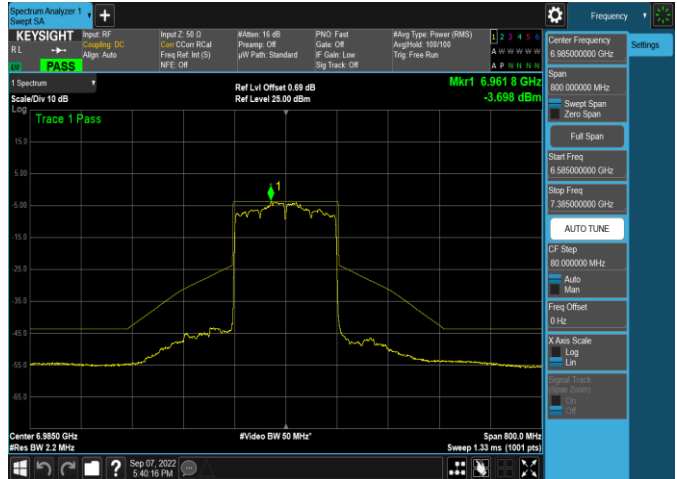 Spectrum Analyzer 1
Swept SA
Frequency
Settings
KEYSIGHT
R L
LW
PASS
Input: RF
Coupling: DC
Align: Auto
Input Z: 50 Ω
Corr CCorr RCal
Freq Ref: Int (S)
NFE: Off
#Atten: 16 dB
Preamp: Off
µW Path: Standard
PNO: Fast
Gate: Off
IF Gain: Low
Sig Track: Off
#Avg Type: Power (RMS)
Avg|Hold: 100/100
Trig: Free Run
1 2 3 4 5 6
A W W W W W
A P N N N N
1 Spectrum
Scale/Div 10 dB
Log
Ref Lvl Offset 0.69 dB
Ref Level 25.00 dBm
Mkr1 6.961 8 GHz
-3.698 dBm
Trace 1 Pass
15.0
5.00
-5.00
-15.0
-25.0
-35.0
-45.0
-55.0
-65.0
1
Center 6.9850 GHz
#Res BW 2.2 MHz
#Video BW 50 MHz*
Span 800.0 MHz
Sweep 1.33 ms (1001 pts)
Center Frequency
6.985000000 GHz
Span
800.000000 MHz
Swept Span
Zero Span
Full Span
Start Freq
6.585000000 GHz
Stop Freq
7.385000000 GHz
AUTO TUNE
CF Step
80.000000 MHz
Auto
Man
Freq Offset
0 Hz
X Axis Scale
Log
Lin
Signal Track
(Span Zoom)
On
Off
?
Sep 07, 2022
5:40:16 PM